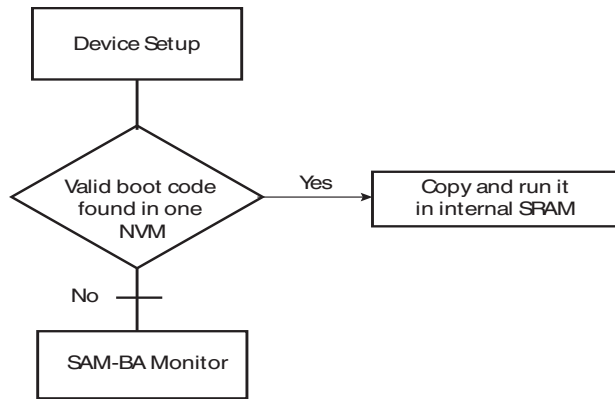 Device Setup
Valid boot code
found in one
NVM
Yes
Copy and run it
in internal SRAM
No
SAM-BA Monitor